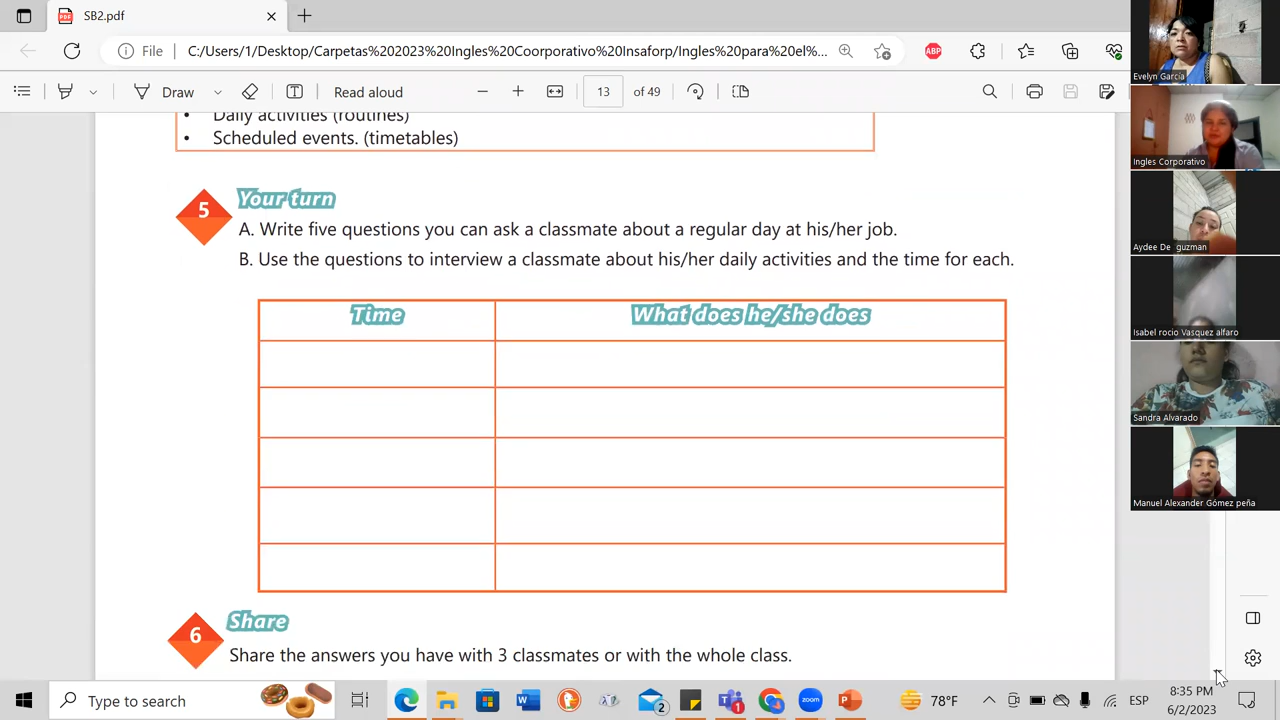 SB2.pdf
File
C:/Users/1/Desktop/Carpetas%202023%20Ingles%20Coorporativo%20Insaforp/Ingles%20para%20el%...
ABP
Draw
Read aloud
13
of 49
• Daily activities (routines)
• Scheduled events. (timetables)
5
Your turn
A. Write five questions you can ask a classmate about a regular day at his/her job.
B. Use the questions to interview a classmate about his/her daily activities and the time for each.
Time
What does he/she does
6
Share
Share the answers you have with 3 classmates or with the whole class.
Evelyn García
Ingles Corporativo
Aydee De guzman
Isabel rocio Vasquez alfaro
Sandra Alvarado
Manuel Alexander Gómez peña
Type to search
2
1
zoom
78°F
ESP
8:35 PM
6/2/2023